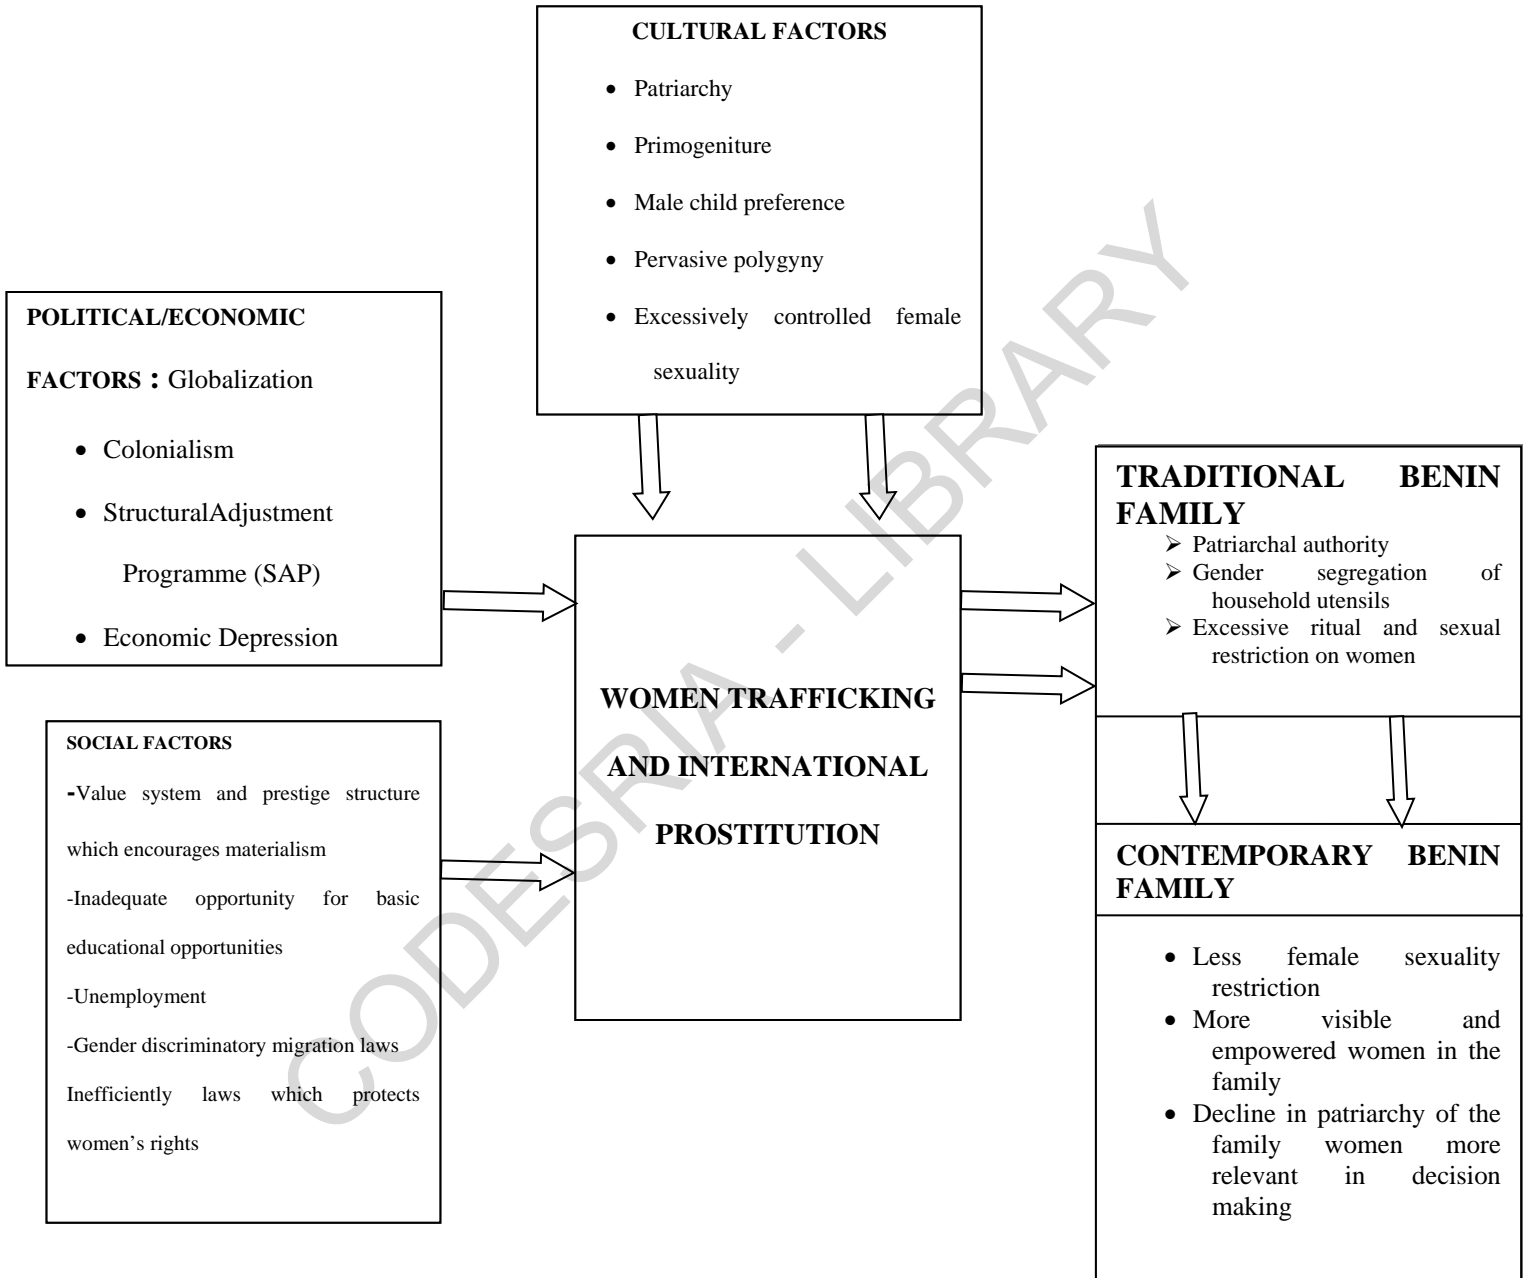 CULTURAL FACTORS
• Patriarchy
• Primogeniture
• Male child preference
• Pervasive polygyny
• Excessively controlled female
sexuality
POLITICAL/ECONOMIC
FACTORS : Globalization
• Colonialism
• StructuralAdjustment
Programme (SAP)
• Economic Depression
SOCIAL FACTORS
-Value system and prestige structure
which encourages materialism
-Inadequate opportunity for basic
educational opportunities
-Unemployment
-Gender discriminatory migration laws
Inefficiently laws which protects
women’s rights
WOMEN TRAFFICKING
AND INTERNATIONAL
PROSTITUTION
TRADITIONAL BENIN
FAMILY
➢ Patriarchal authority
➢ Gender segregation of
household utensils
➢ Excessive ritual and sexual
restriction on women
CONTEMPORARY BENIN
FAMILY
• Less female sexuality
restriction
• More visible and
empowered women in the
family
• Decline in patriarchy of the
family women more
relevant in decision
making
CODESRIA - LIBRARY